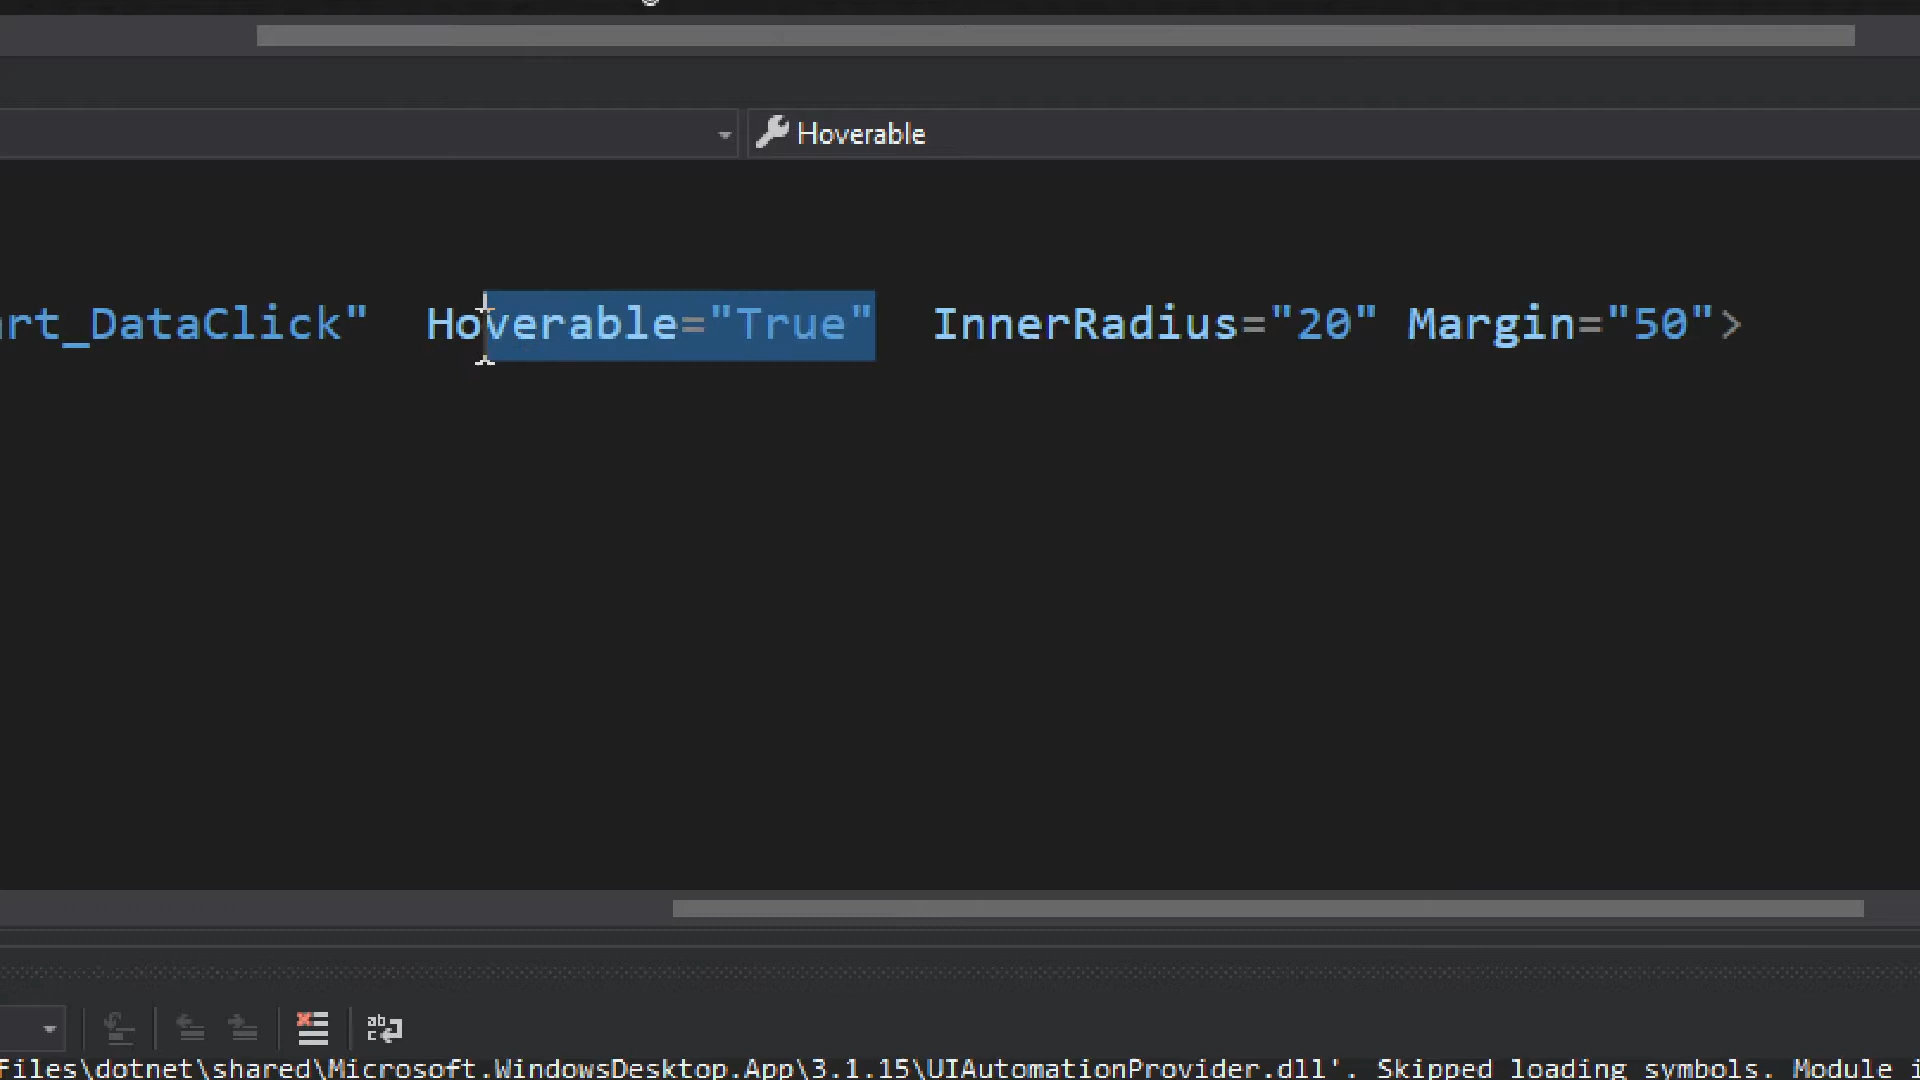 Hoverable
art_DataClick"  Hoverable="True"  InnerRadius="20" Margin="50">
Files\dotnet\shared\Microsoft.WindowsDesktop.App\3.1.15\UIAutomationProvider.dll'. Skipped loading symbols. Module i